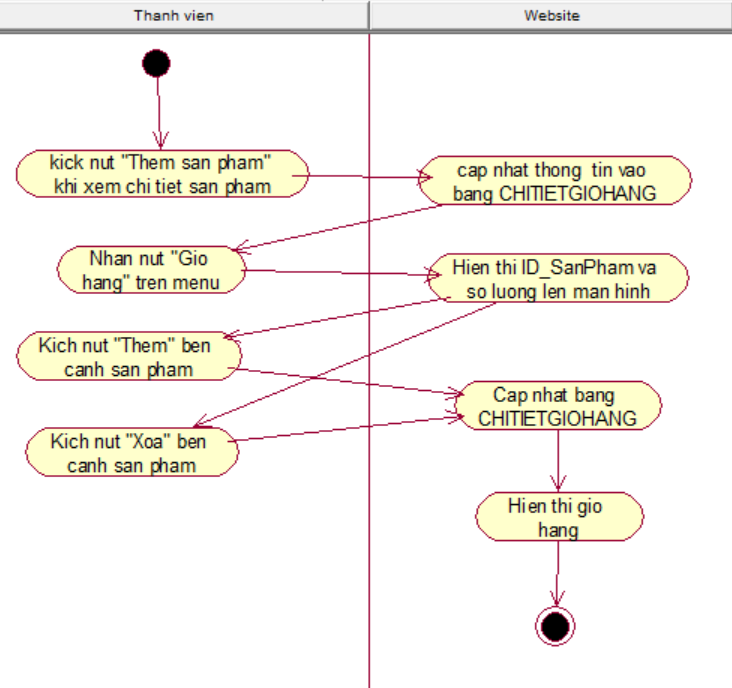 Thanh vien
Website
kick nut "Them san pham"
khi xem chi tiet san pham
cap nhat thong tin vao
bang CHITIETGIOHANG
Nhan nut "Gio
hang" tren menu
Hien thi ID_SanPham va
so luong len man hinh
Kich nut "Them" ben
canh san pham
Cap nhat bang
CHITIETGIOHANG
Kich nut "Xoa" ben
canh san pham
Hien thi gio
hang